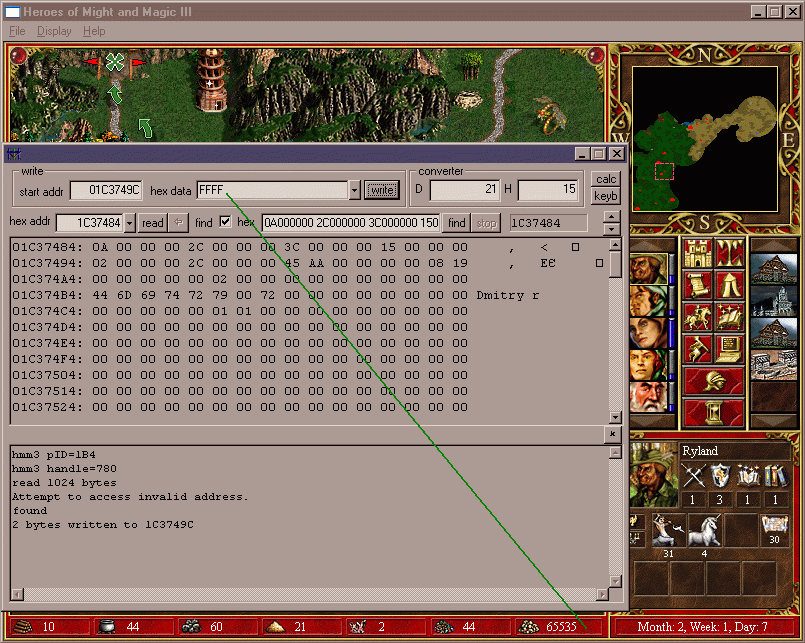 Heroes of Might and Magic III
File Display Help
N
W
E
S
write
start addr 01C3749C hex data FFFF write
converter
D 21 H 15
calc
keyb
hex addr 1C37484 read find hex 0A000000 2C000000 3C000000 150 find stop 1C37484
01C37484: 0A 00 00 00 2C 00 00 00 3C 00 00 00 15 00 00 00 , < □
01C37494: 02 00 00 00 2C 00 00 00 45 AA 00 00 00 00 08 19 , EЄ □
01C374A4: 00 00 00 00 00 02 00 00 00 00 00 00 00 00 00 00
01C374B4: 44 6D 69 74 72 79 00 72 00 00 00 00 00 00 00 00 Dmitry r
01C374C4: 00 00 00 00 00 01 01 00 00 00 00 00 00 00 00 00
01C374D4: 00 00 00 00 00 00 00 00 00 00 00 00 00 00 00 00
01C374E4: 00 00 00 00 00 00 00 00 00 00 00 00 00 00 00 00
01C374F4: 00 00 00 00 00 00 00 00 00 00 00 00 00 00 00 00
01C37504: 00 00 00 00 00 00 00 00 00 00 00 00 00 00 00 00
01C37514: 00 00 00 00 00 00 00 00 00 00 00 00 00 00 00 00
01C37524: 00 00 00 00 00 00 00 00 00 00 00 00 00 00 00 00
hmm3 pID=1B4
hmm3 handle=780
read 1024 bytes
Attempt to access invalid address.
found
2 bytes written to 1C3749C
Ryland
1 3 1 1
30
31 4
10 44 60 21 2 44 65535
Month: 2, Week: 1, Day: 7